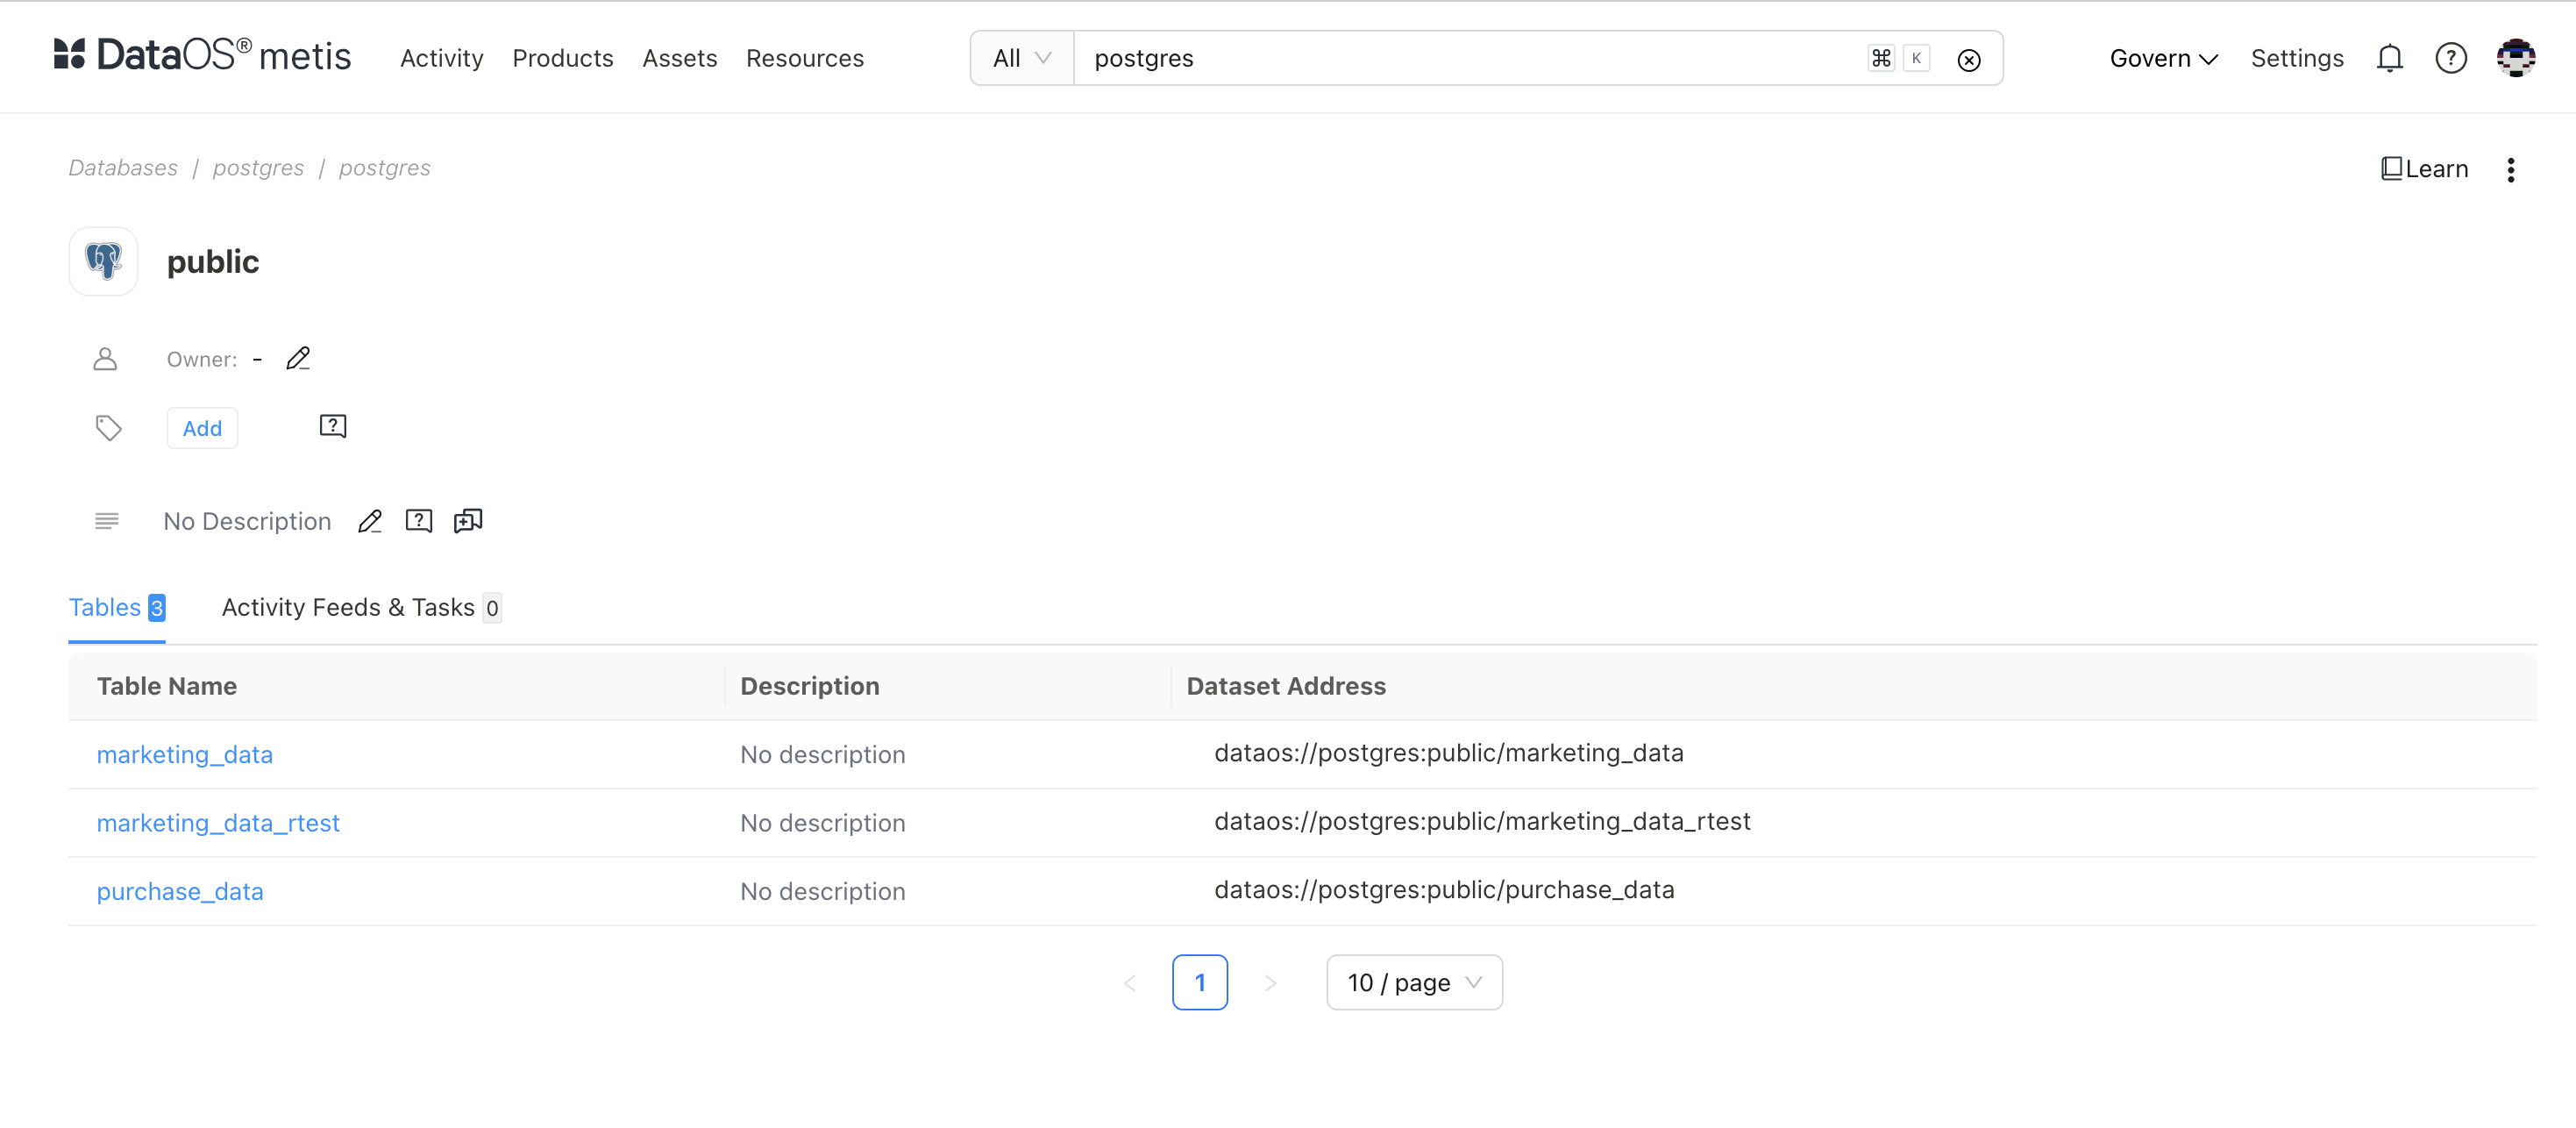 DataOS® metis Activity Products Assets Resources All postgres ⌘ K Govern Settings ?
Databases / postgres / postgres Learn
public
Owner: -
Add ?
No Description ?
Tables 3 Activity Feeds & Tasks 0
Table Name Description Dataset Address
marketing_data No description dataos://postgres:public/marketing_data
marketing_data_rtest No description dataos://postgres:public/marketing_data_rtest
purchase_data No description dataos://postgres:public/purchase_data
< 1 > 10 / page